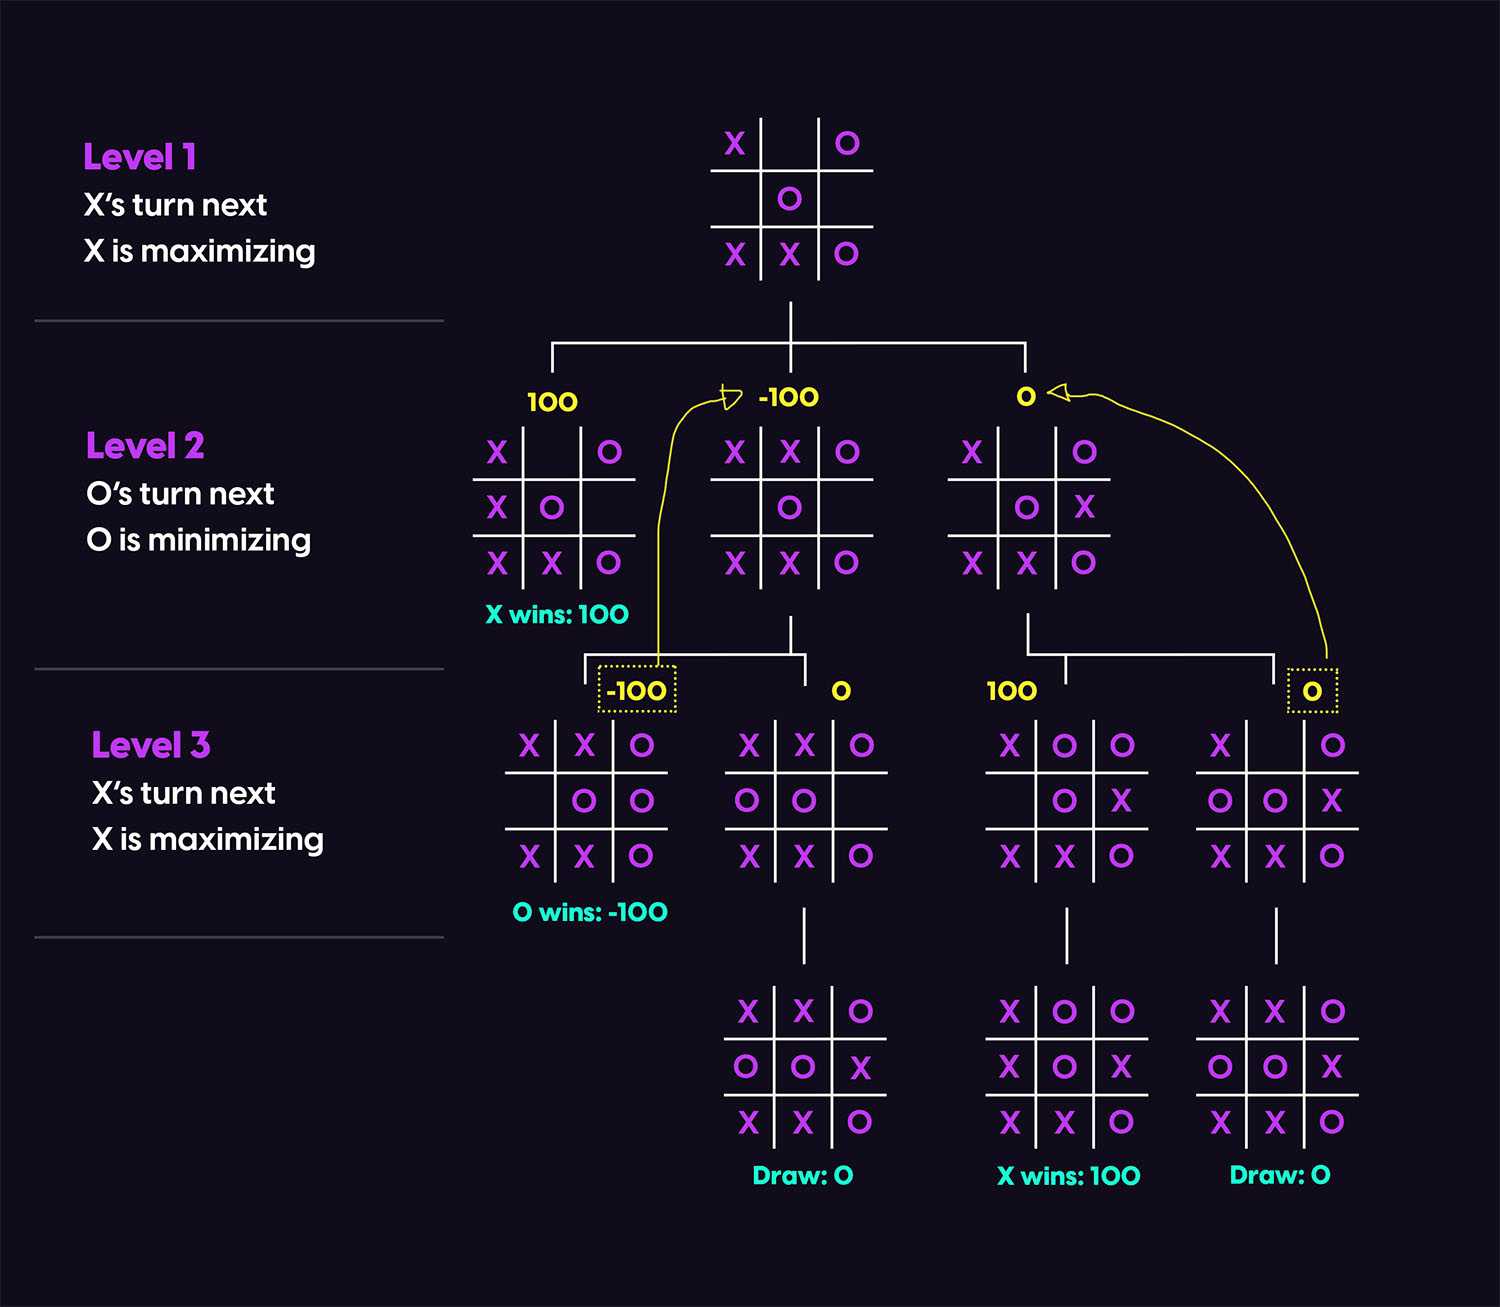 Level 1
X's turn next
X is maximizing
X O
O
X X O
100 -100 0
Level 2
O's turn next
O is minimizing
X O
X O
X X O
X wins: 100
X X O
O
X X O
X O
O X
X X O
-100 0 100 0
Level 3
X's turn next
X is maximizing
X X O
O O
X X O
O wins: -100
X X O
O O
X X O
X O O
O X
X X O
X O
O O X
X X O
X X O
O O X
X X O
Draw: 0
X O O
X O X
X X O
X wins: 100
X X O
O O X
X X O
Draw: 0